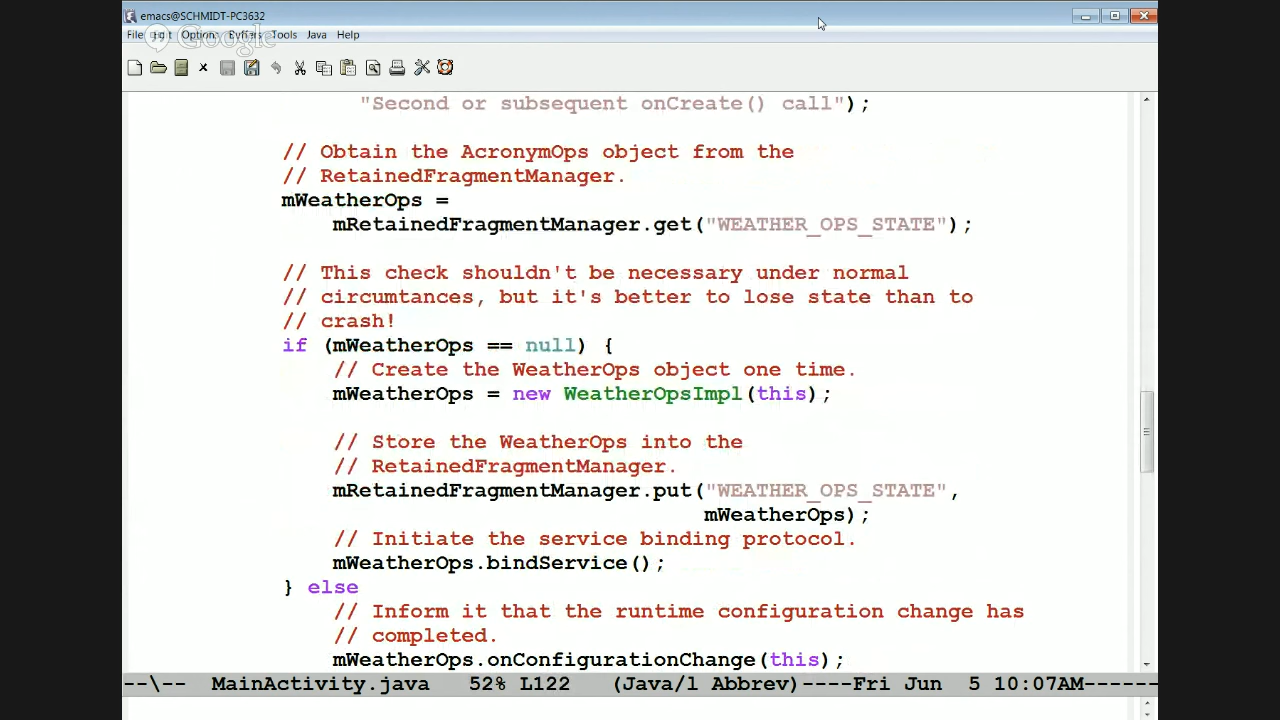 emacs@SCHMIDT-PC3632
File Edit Options Buffers Tools Java Help
Google
"Second or subsequent onCreate() call");
// Obtain the AcronymOps object from the
// RetainedFragmentManager.
mWeatherOps =
mRetainedFragmentManager.get("WEATHER_OPS_STATE");
// This check shouldn't be necessary under normal
// circumtances, but it's better to lose state than to
// crash!
if (mWeatherOps == null) {
// Create the WeatherOps object one time.
mWeatherOps = new WeatherOpsImpl(this);
// Store the WeatherOps into the
// RetainedFragmentManager.
mRetainedFragmentManager.put("WEATHER_OPS_STATE",
mWeatherOps);
// Initiate the service binding protocol.
mWeatherOps.bindService();
} else
// Inform it that the runtime configuration change has
// completed.
mWeatherOps.onConfigurationChange(this);
--\-- MainActivity.java 52% L122 (Java/l Abbrev)----Fri Jun 5 10:07AM------